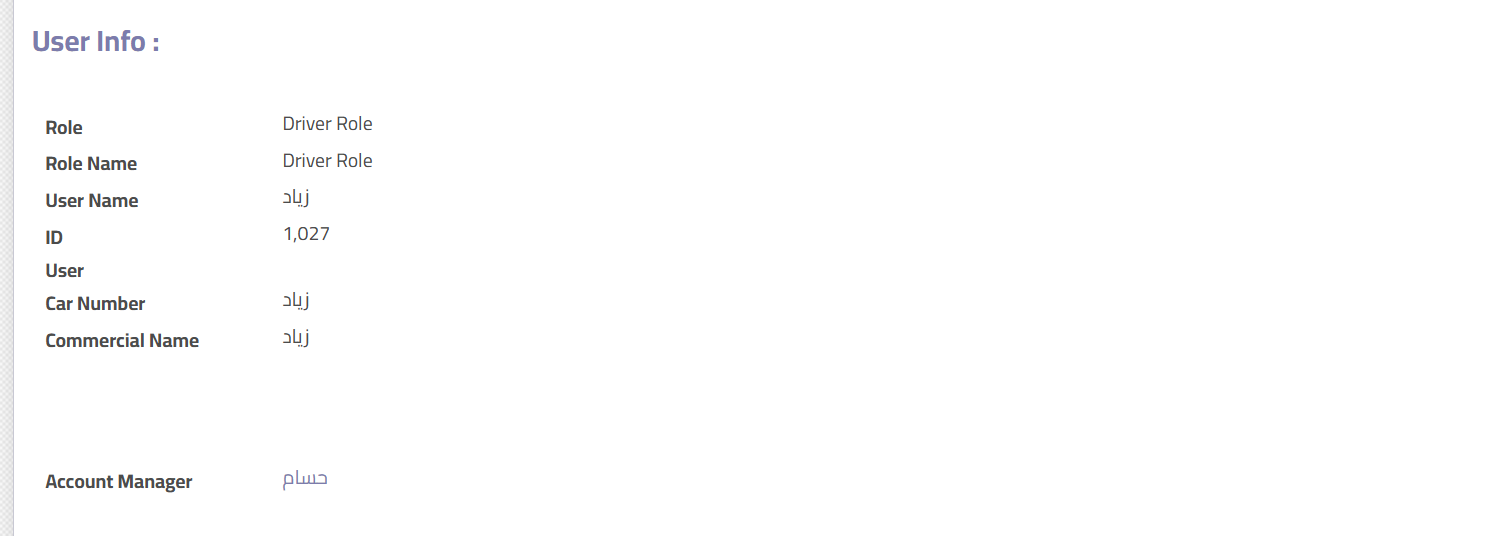 User Info :
Role Driver Role
Role Name Driver Role
User Name زياد
ID 1,027
User
Car Number زياد
Commercial Name زياد
Account Manager حسام